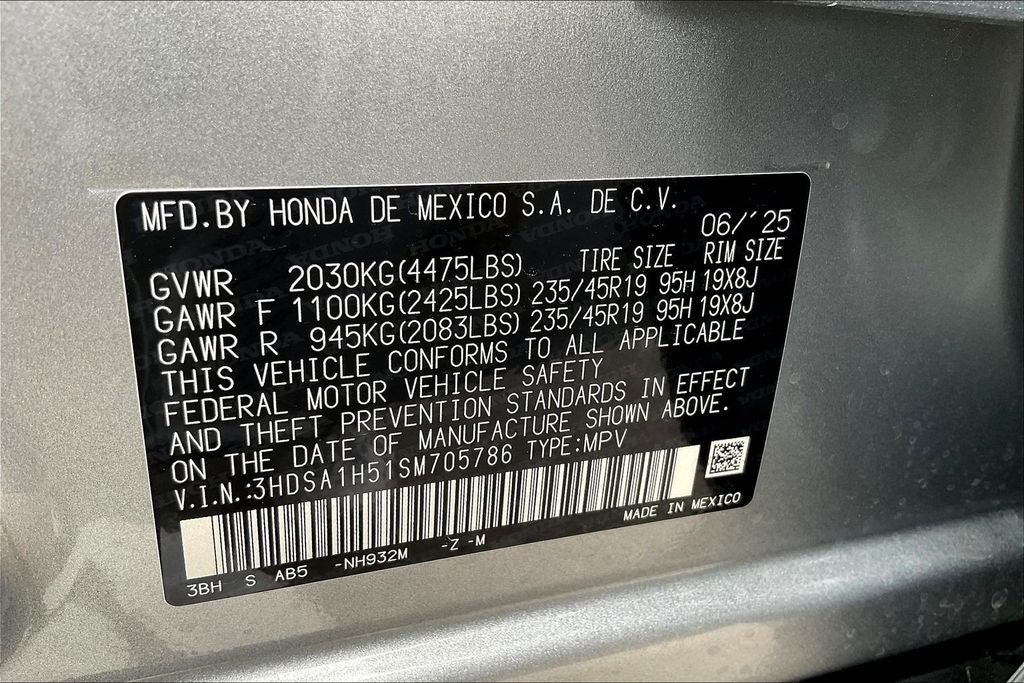 MFD.BY HONDA DE MEXICO S.A. DE C.V.
06/´25
TIRE SIZE RIM SIZE
GVWR 2030KG(4475LBS)
GAWR F 1100KG(2425LBS) 235/45R19 95H 19X8J
GAWR R 945KG(2083LBS) 235/45R19 95H 19X8J
THIS VEHICLE CONFORMS TO ALL APPLICABLE
FEDERAL MOTOR VEHICLE SAFETY
AND THEFT PREVENTION STANDARDS IN EFFECT
ON THE DATE OF MANUFACTURE SHOWN ABOVE.
V.I.N.:3HDSA1H51SM705786 TYPE:MPV
MADE IN MEXICO
3BH S AB5 -NH932M -Z -M